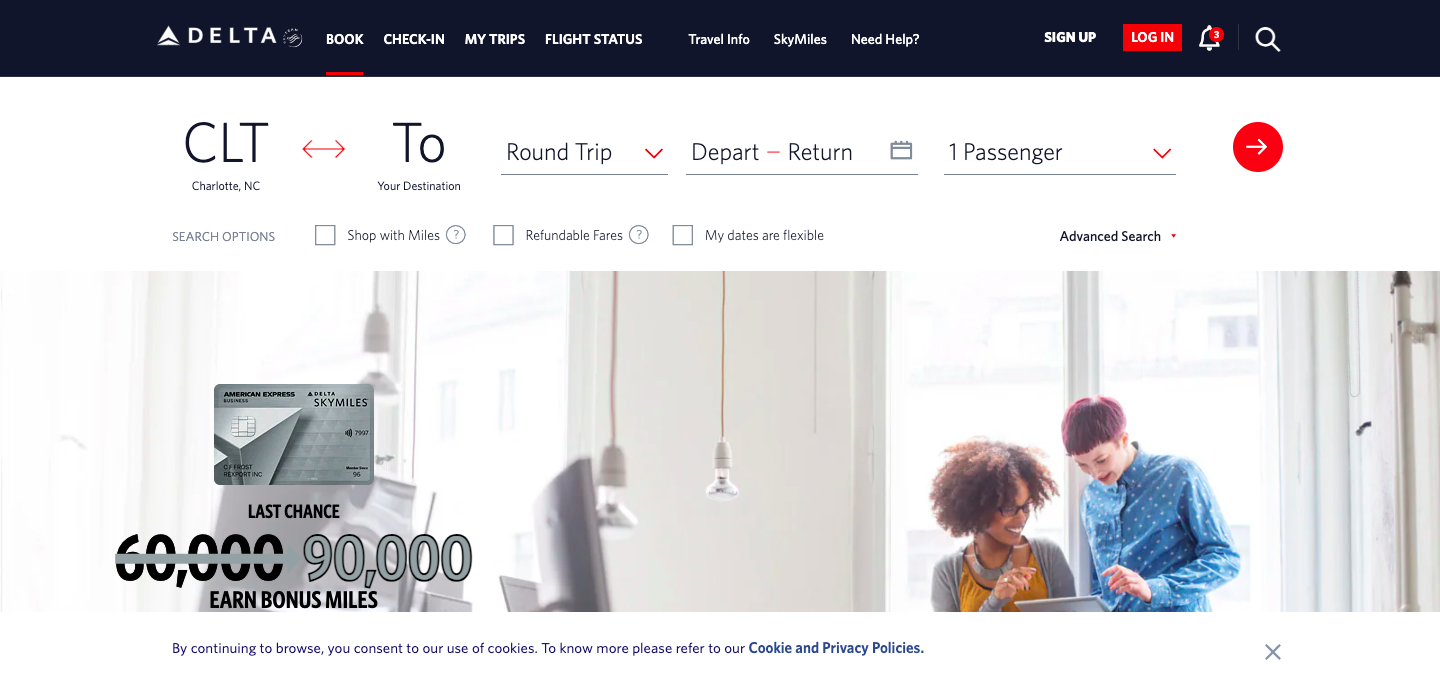 DELTA
BOOK CHECK-IN MY TRIPS FLIGHT STATUS Travel Info SkyMiles Need Help? SIGN UP LOG IN 3
CLT To Round Trip Depart – Return 1 Passenger
Charlotte, NC Your Destination
SEARCH OPTIONS Shop with Miles ? Refundable Fares ? My dates are flexible Advanced Search
AMERICAN EXPRESS DELTA
BUSINESS SKYMILES
7997
C F FROST Member Since
REXPORT INC 96
LAST CHANCE
60,000 90,000
EARN BONUS MILES
By continuing to browse, you consent to our use of cookies. To know more please refer to our Cookie and Privacy Policies.